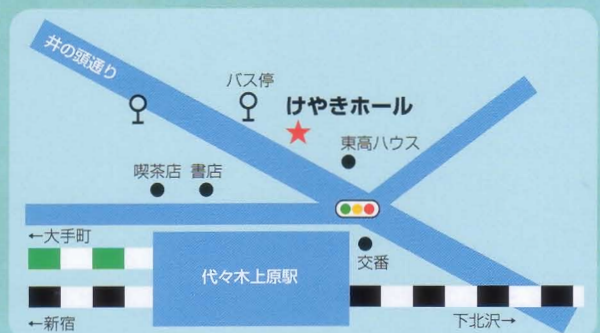 井の頭通り
バス停
けやきホール
東高ハウス
喫茶店
書店
←大手町
代々木上原駅
交番
←新宿
下北沢→